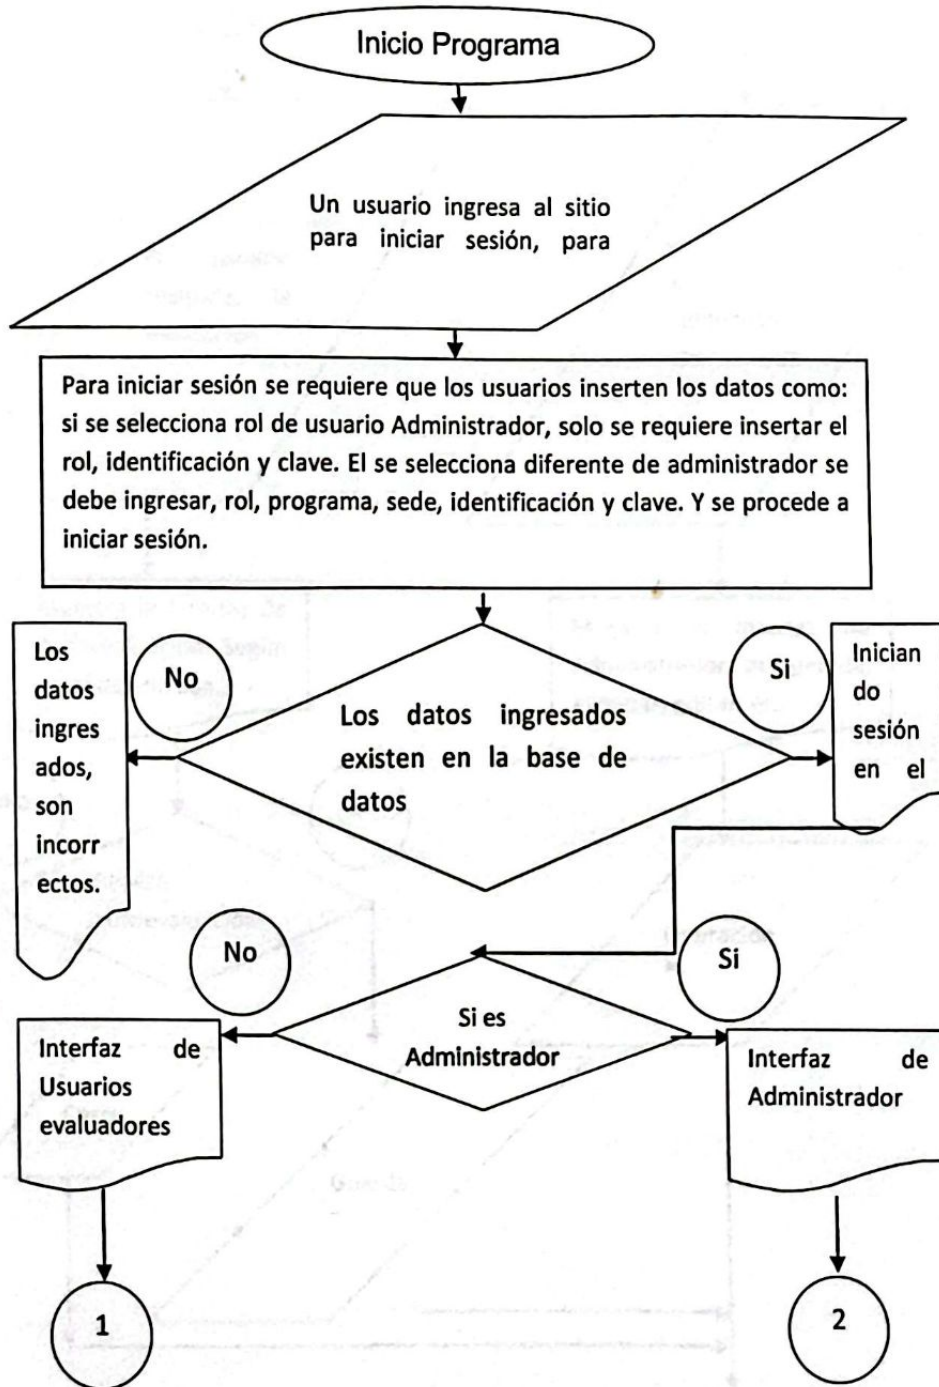 Inicio Programa
Un usuario ingresa al sitio
para iniciar sesión, para
Para iniciar sesión se requiere que los usuarios inserten los datos como:
si se selecciona rol de usuario Administrador, solo se requiere insertar el
rol, identificación y clave. El se selecciona diferente de administrador se
debe ingresar, rol, programa, sede, identificación y clave. Y se procede a
iniciar sesión.
No
Si
Los
datos
ingres
ados,
son
incorr
ectos.
Los datos ingresados
existen en la base de
datos
Inician
do
sesión
en el
No
Si
Si es
Administrador
Interfaz de
Usuarios
evaluadores
Interfaz de
Administrador
1
2